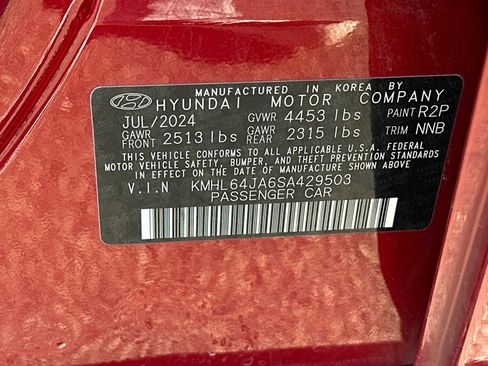 MANUFACTURED IN KOREA BY
HYUNDAI MOTOR COMPANY
JUL/2024 GVWR 4453 lbs PAINT R2P
GAWR FRONT 2513 lbs GAWR REAR 2315 lbs TRIM NNB
THIS VEHICLE CONFORMS TO ALL APPLICABLE U.S.A. FEDERAL
MOTOR VEHICLE SAFETY, BUMPER, AND THEFT PREVENTION STANDARDS
IN EFFECT ON THE DATE OF MANUFACTURE SHOWN ABOVE.
V.I.N KMHL64JA6SA429503
PASSENGER CAR